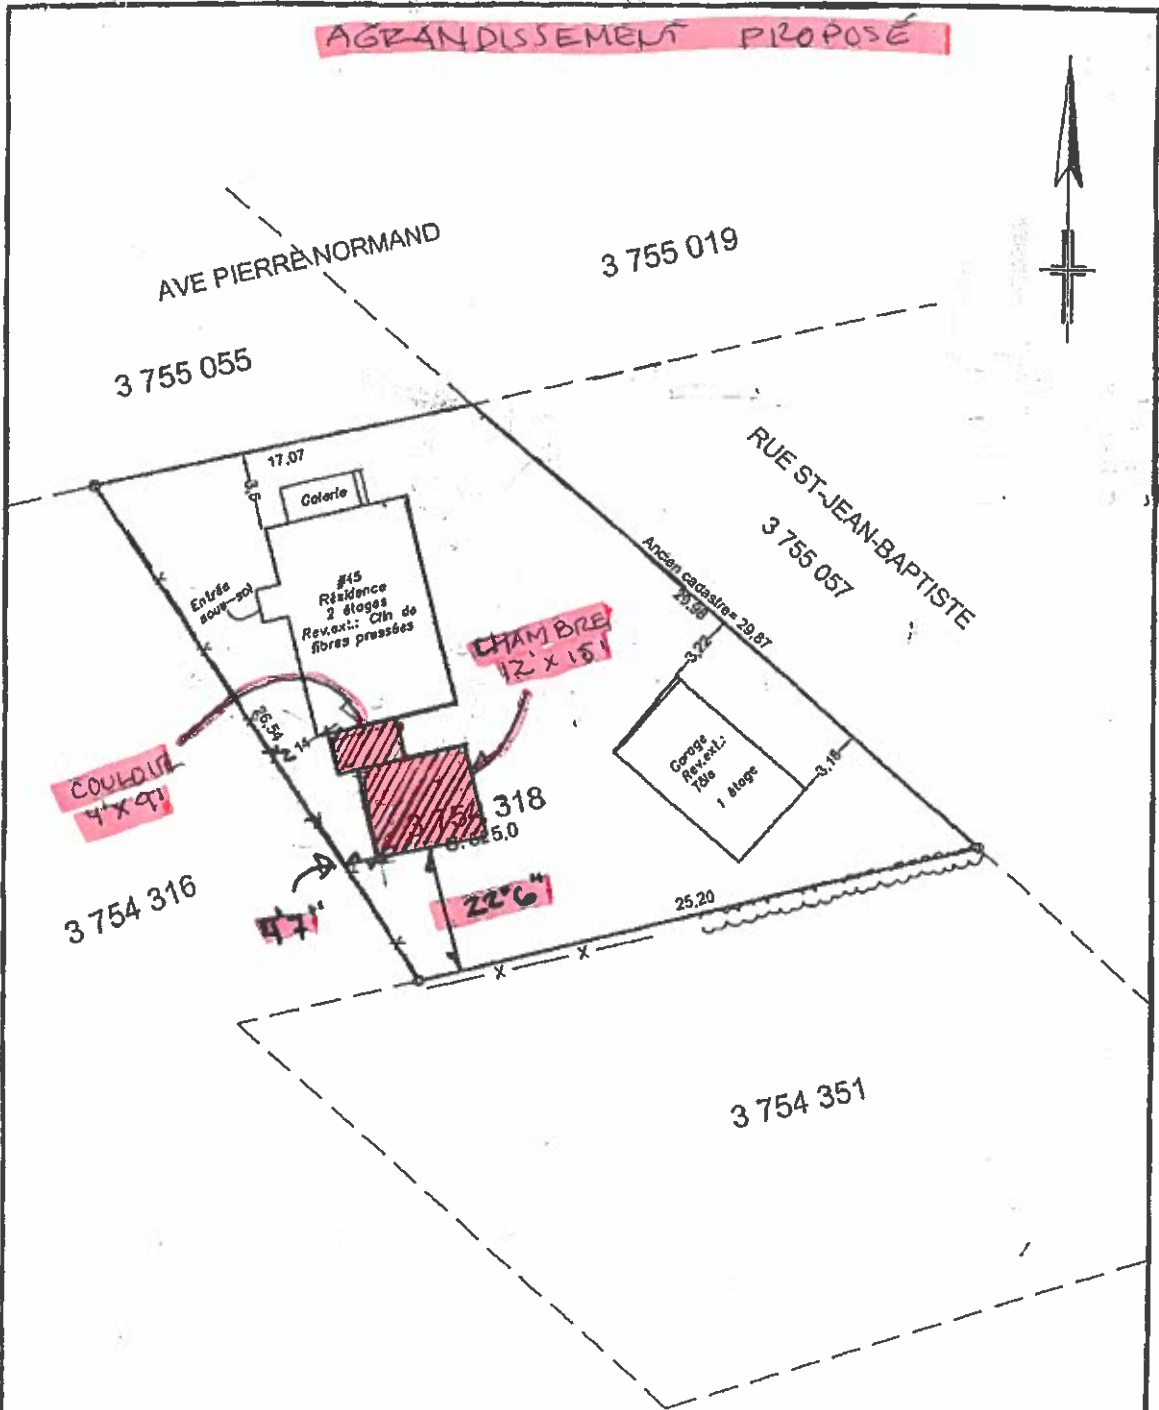 AGRANDISSEMENT PROPOSÉ
AVE PIERRE NORMAND
3 755 019
3 755 055
RUE ST-JEAN-BAPTISTE
3 755 057
17,07
3,5
Galerie
Ancien cadastre= 29,87
29,98
#45
Résidence
2 étages
Rev.ext.: Clin de
fibres pressées
Entrée
sous-sol
CHAMBRE
12' x 15'
3,22
Garage
Rev.ext.:
Tôle
1 étage
3,18
26,54
COULOIR
4' x 9'
3 754 318
3 754 316
4'7"
22'6"
25,20
X X
3 754 351